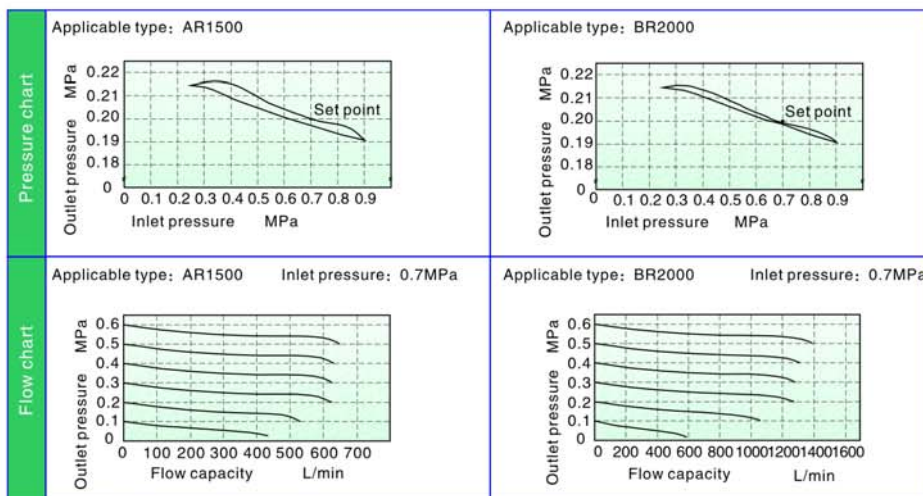 Pressure chart
Applicable type: AR1500
Outlet pressure MPa
0.22
0.21
0.20
0.19
0.18
0
Set point
0 0.1 0.2 0.3 0.4 0.5 0.6 0.7 0.8 0.9
Inlet pressure MPa
Applicable type: BR2000
Outlet pressure MPa
0.22
0.21
0.20
0.19
0.18
0
Set point
0 0.1 0.2 0.3 0.4 0.5 0.6 0.7 0.8 0.9
Inlet pressure MPa
Flow chart
Applicable type: AR1500 Inlet pressure: 0.7MPa
Outlet pressure MPa
0.6
0.5
0.4
0.3
0.2
0.1
0
0 100 200 300 400 500 600 700
Flow capacity L/min
Applicable type: BR2000 Inlet pressure: 0.7MPa
Outlet pressure MPa
0.6
0.5
0.4
0.3
0.2
0.1
0
0 200 400 600 800 1000 1200 1400 1600
Flow capacity L/min